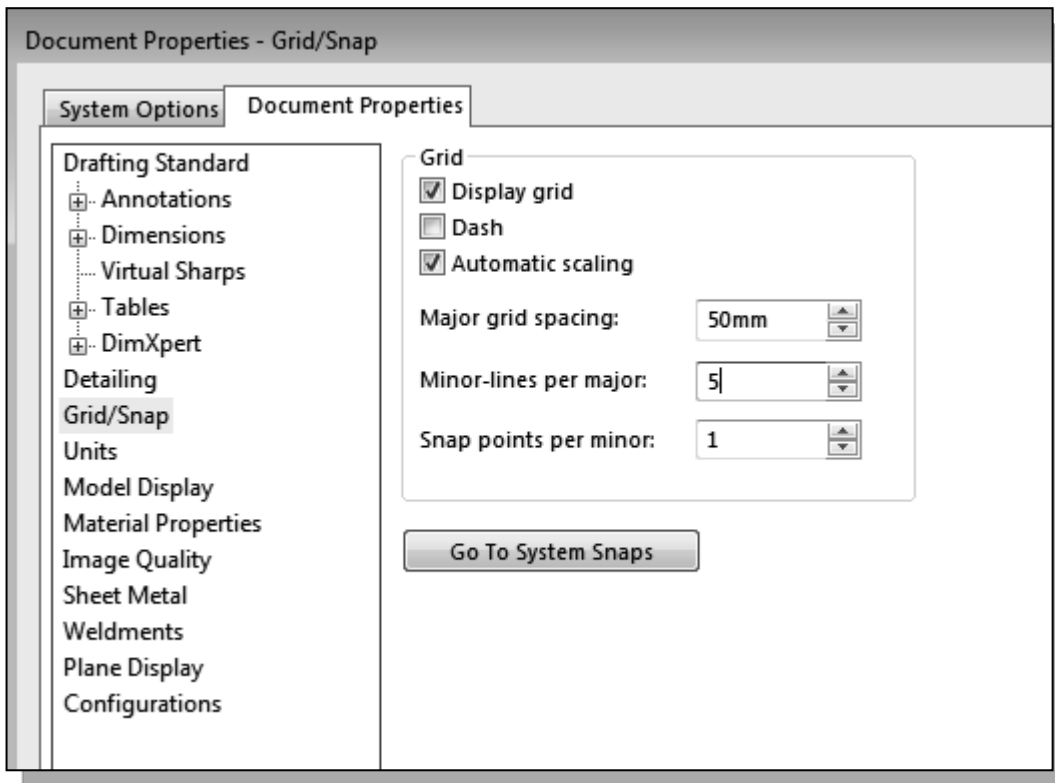 Document Properties - Grid/Snap
System Options
Document Properties
Drafting Standard
Annotations
Dimensions
Virtual Sharps
Tables
DimXpert
Detailing
Grid/Snap
Units
Model Display
Material Properties
Image Quality
Sheet Metal
Weldments
Plane Display
Configurations
Grid
Display grid
Dash
Automatic scaling
Major grid spacing: 50mm
Minor-lines per major: 5
Snap points per minor: 1
Go To System Snaps